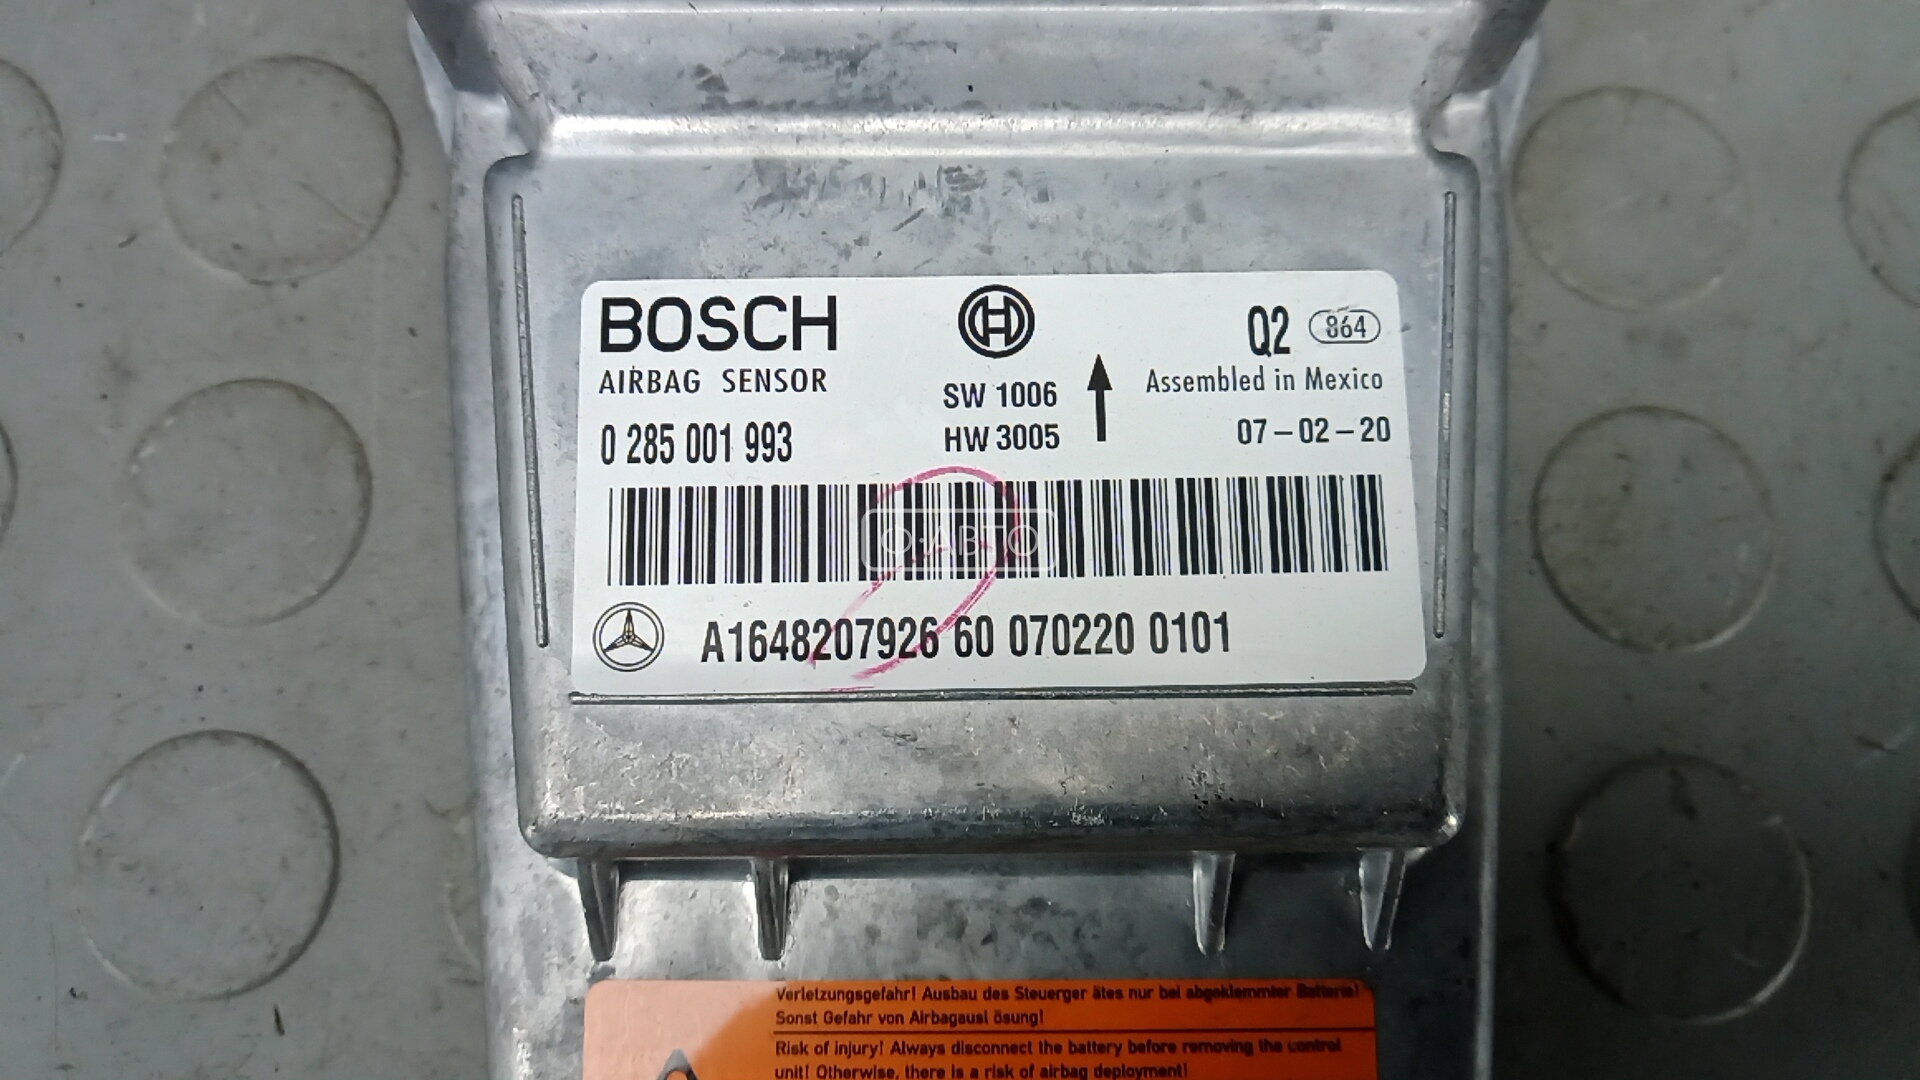 BOSCH
AIRBAG SENSOR
0 285 001 993
SW 1006
HW 3005
Q2 864
Assembled in Mexico
07-02-20
О·АВТО
A1648207926 60 070220 0101
Verletzungsgefahr! Ausbau des Steuerger ätes nur bei abgeklemmter Batterie!
Sonst Gefahr von Airbagausl ösung!
Risk of injury! Always disconnect the battery before removing the control
unit! Otherwise, there is a risk of airbag deployment!